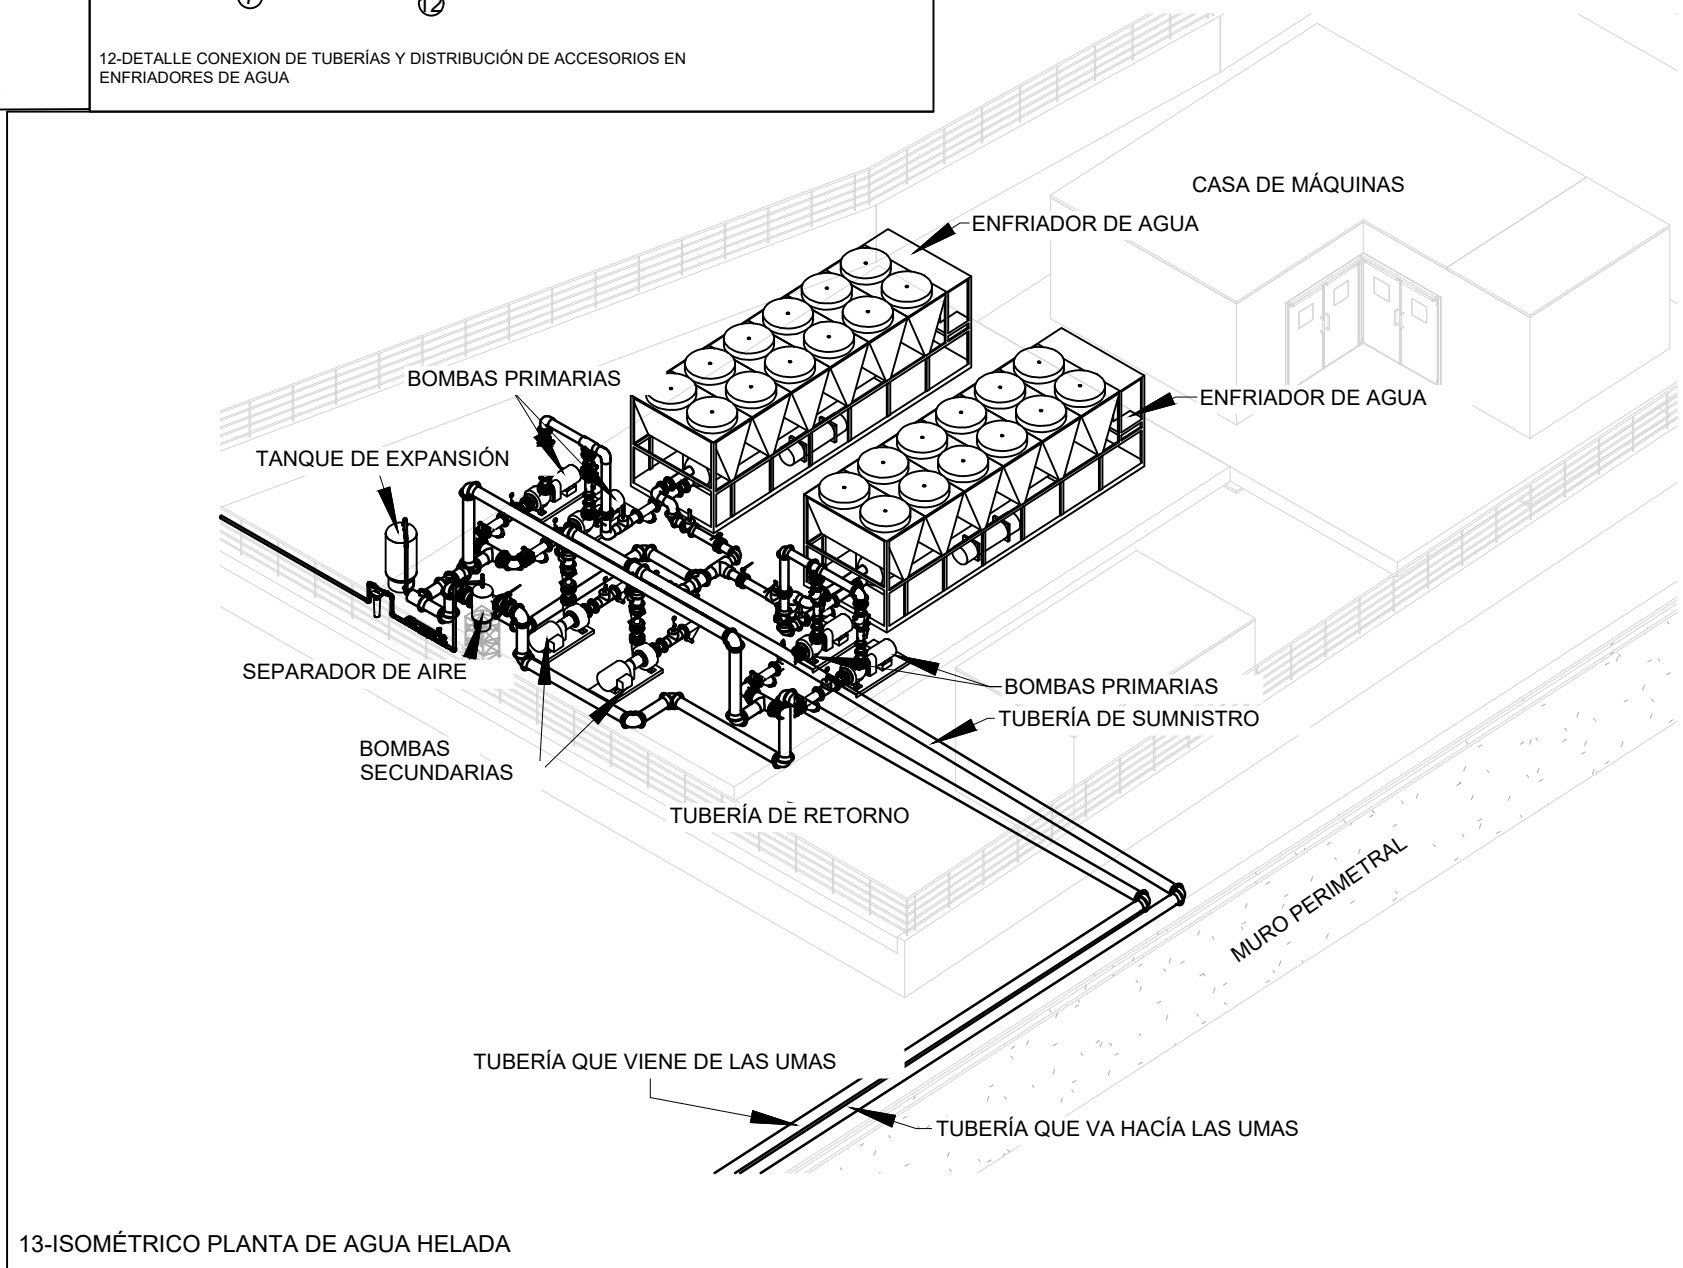 12
12-DETALLE CONEXION DE TUBERÍAS Y DISTRIBUCIÓN DE ACCESORIOS EN
ENFRIADORES DE AGUA
CASA DE MÁQUINAS
ENFRIADOR DE AGUA
BOMBAS PRIMARIAS
ENFRIADOR DE AGUA
TANQUE DE EXPANSIÓN
SEPARADOR DE AIRE
BOMBAS PRIMARIAS
TUBERÍA DE SUMNISTRO
BOMBAS
SECUNDARIAS
TUBERÍA DE RETORNO
MURO PERIMETRAL
TUBERÍA QUE VIENE DE LAS UMAS
TUBERÍA QUE VA HACÍA LAS UMAS
13-ISOMÉTRICO PLANTA DE AGUA HELADA